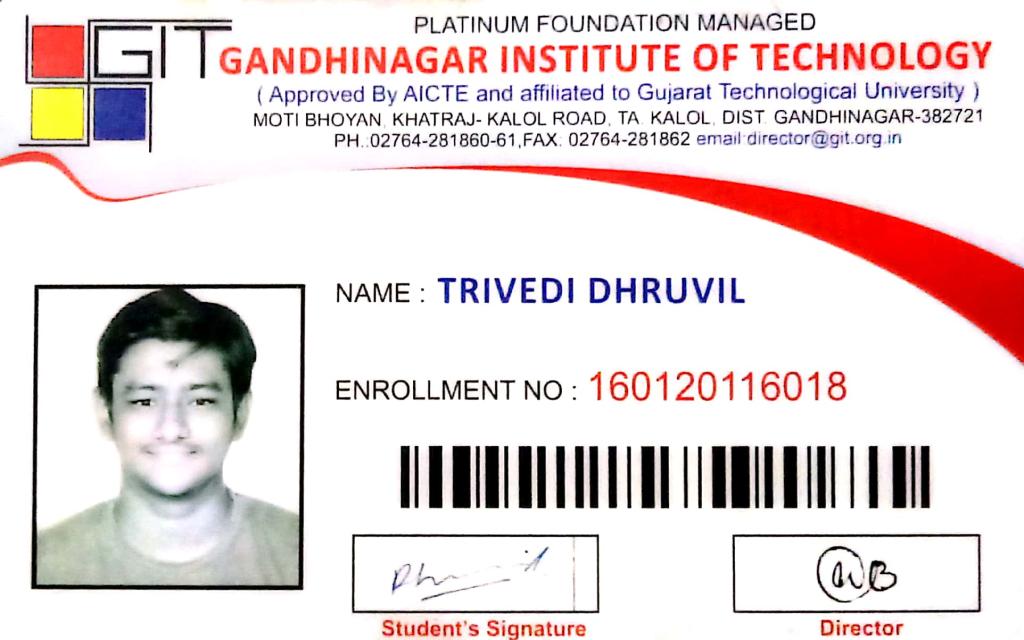 GIT
PLATINUM FOUNDATION MANAGED
GANDHINAGAR INSTITUTE OF TECHNOLOGY
( Approved By AICTE and affiliated to Gujarat Technological University )
MOTI BHOYAN, KHATRAJ- KALOL ROAD, TA. KALOL, DIST. GANDHINAGAR-382721
PH.:02764-281860-61,FAX: 02764-281862 email:director@git.org.in
NAME : TRIVEDI DHRUVIL
ENROLLMENT NO : 160120116018
Student's Signature
Director